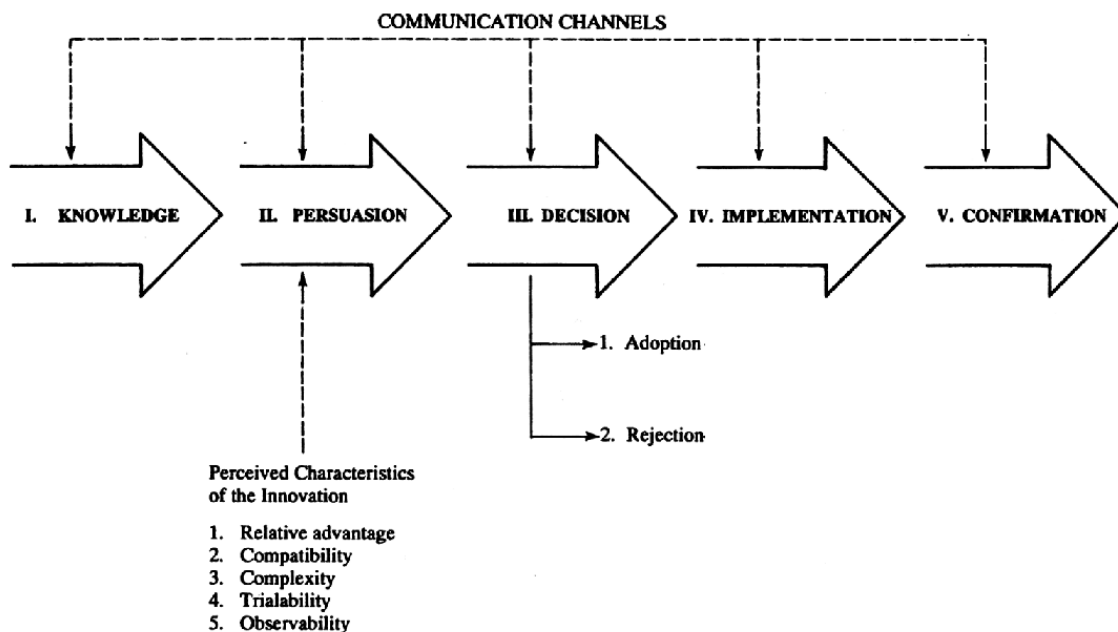 COMMUNICATION CHANNELS
I. KNOWLEDGE
II. PERSUASION
III. DECISION
IV. IMPLEMENTATION
V. CONFIRMATION
1. Adoption
2. Rejection
Perceived Characteristics
of the Innovation
1. Relative advantage
2. Compatibility
3. Complexity
4. Trialability
5. Observability